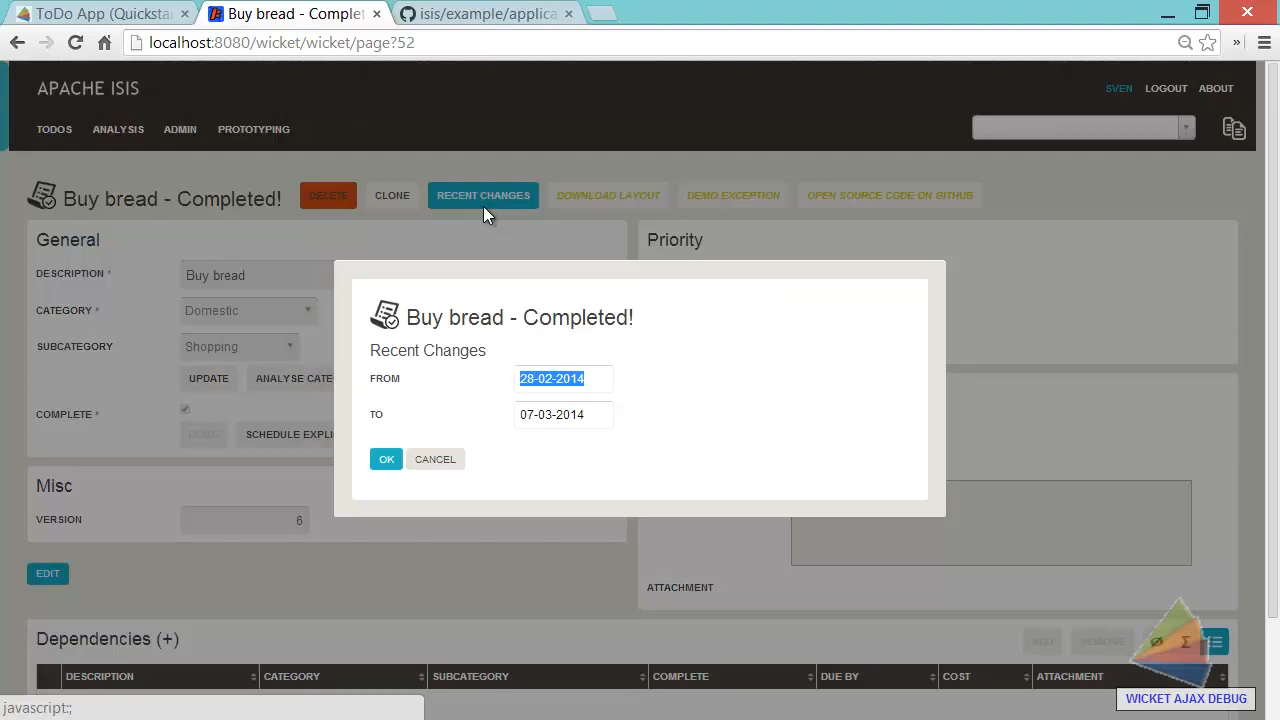 ToDo App (Quickstar
Buy bread - Complet
isis/example/applica
localhost:8080/wicket/wicket/page?52
APACHE ISIS
SVEN LOGOUT ABOUT
TODOS ANALYSIS ADMIN PROTOTYPING
Buy bread - Completed! DELETE CLONE RECENT CHANGES DOWNLOAD LAYOUT DEMO EXCEPTION OPEN SOURCE CODE ON GITHUB
General
Priority
DESCRIPTION * Buy bread
CATEGORY * Domestic
SUBCATEGORY Shopping
UPDATE ANALYSE CATE
COMPLETE *
DONE SCHEDULE EXPLI
Buy bread - Completed!
Recent Changes
FROM 28-02-2014
TO 07-03-2014
OK CANCEL
Misc
VERSION 6
EDIT
ATTACHMENT
Dependencies (+) ADD REMOVE Σ
DESCRIPTION CATEGORY SUBCATEGORY COMPLETE DUE BY COST ATTACHMENT
WICKET AJAX DEBUG
javascript:;